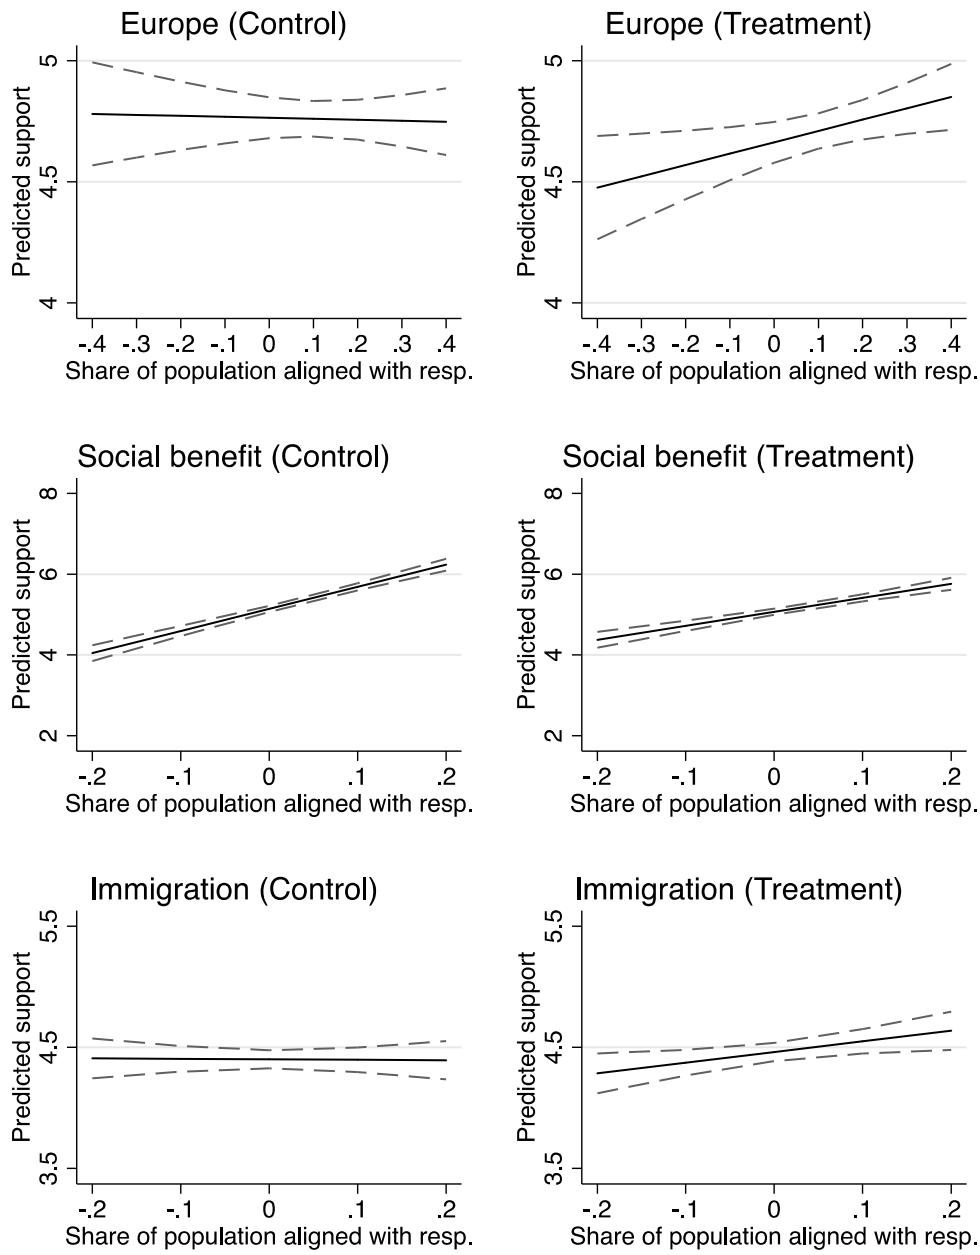 Europe (Control)
Predicted support
5
4.5
4
-.4 -.3 -.2 -.1 0 .1 .2 .3 .4
Share of population aligned with resp.
Europe (Treatment)
Predicted support
5
4.5
4
-.4 -.3 -.2 -.1 0 .1 .2 .3 .4
Share of population aligned with resp.
Social benefit (Control)
Predicted support
8
6
4
2
-.2 -.1 0 .1 .2
Share of population aligned with resp.
Social benefit (Treatment)
Predicted support
8
6
4
2
-.2 -.1 0 .1 .2
Share of population aligned with resp.
Immigration (Control)
Predicted support
5.5
4.5
3.5
-.2 -.1 0 .1 .2
Share of population aligned with resp.
Immigration (Treatment)
Predicted support
5.5
4.5
3.5
-.2 -.1 0 .1 .2
Share of population aligned with resp.